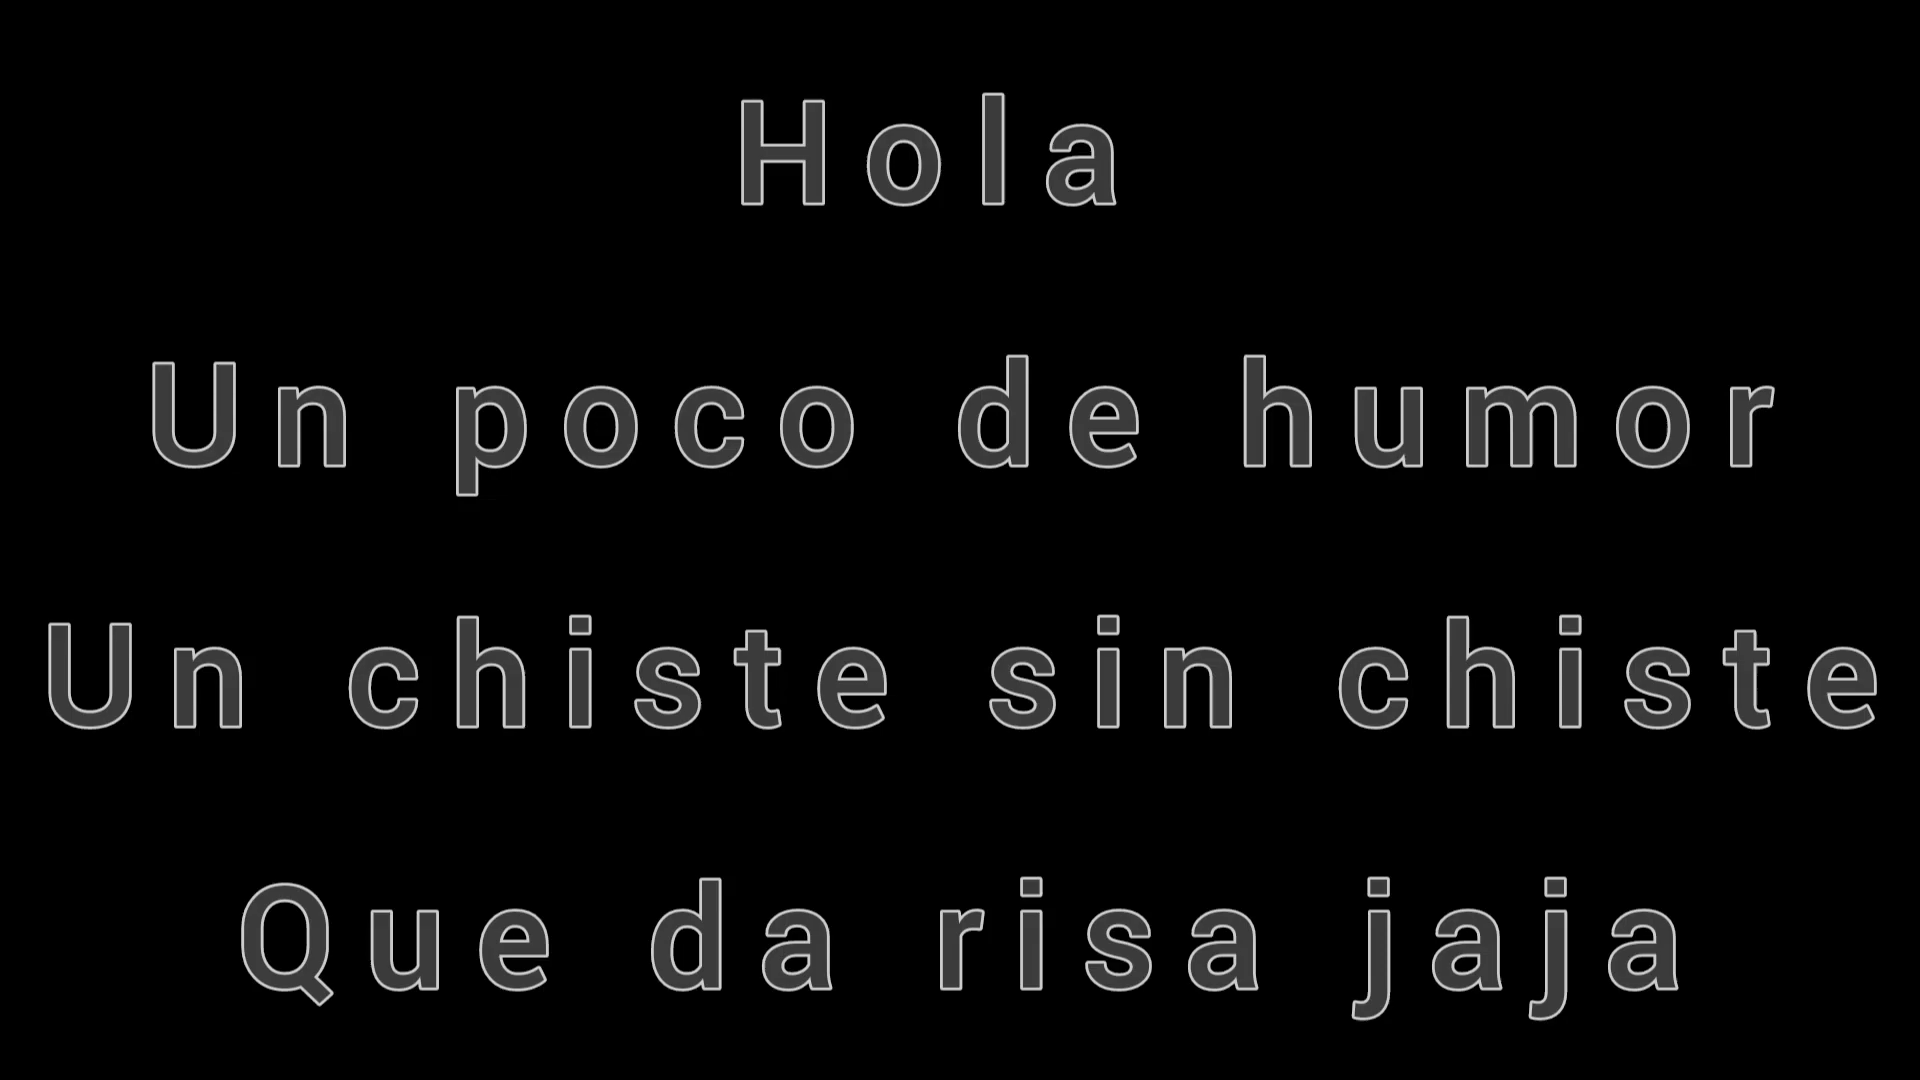 Hola
Un poco de humor
Un chiste sin chiste
Que da risa jaja